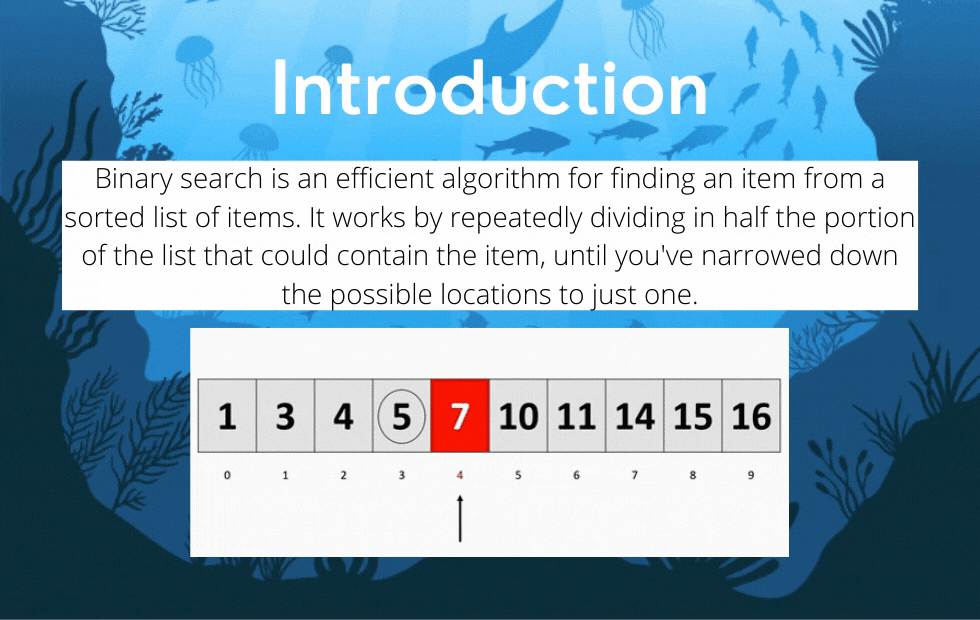 Introduction
Binary search is an efficient algorithm for finding an item from a
sorted list of items. It works by repeatedly dividing in half the portion
of the list that could contain the item, until you've narrowed down
the possible locations to just one.
1 3 4 5 7 10 11 14 15 16
0 1 2 3 4 5 6 7 8 9